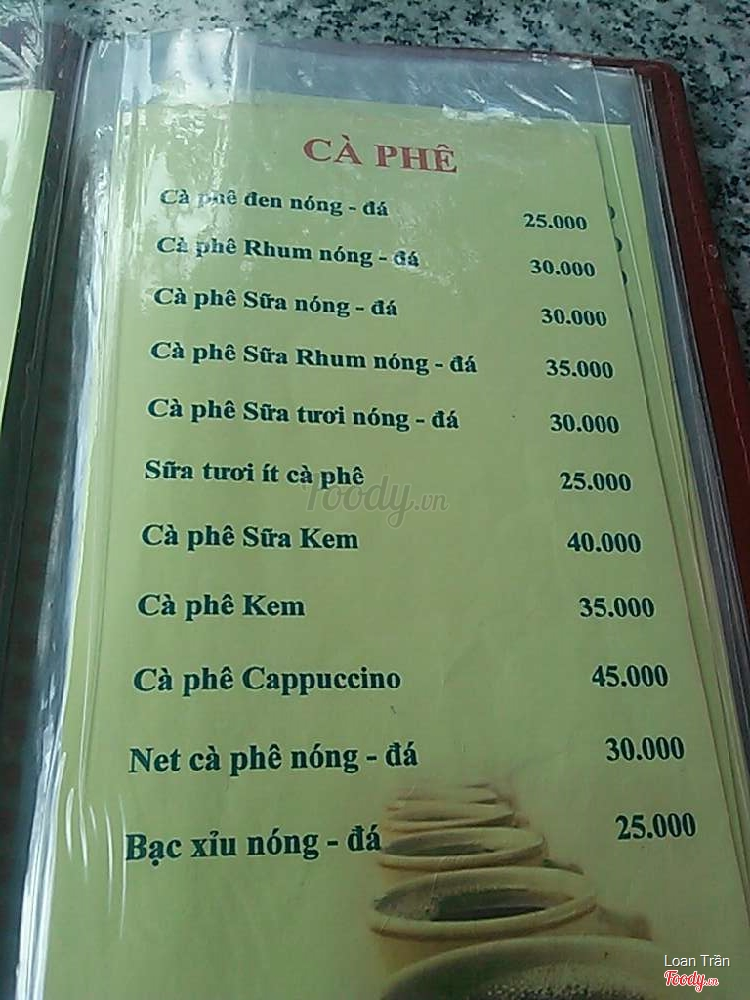 CÀ PHÊ
Cà phê đen nóng - đá 25.000
Cà phê Rhum nóng - đá 30.000
Cà phê Sữa nóng - đá 30.000
Cà phê Sữa Rhum nóng - đá 35.000
Cà phê Sữa tươi nóng - đá 30.000
Sữa tươi ít cà phê 25.000
foody.vn
Cà phê Sữa Kem 40.000
Cà phê Kem 35.000
Cà phê Cappuccino 45.000
Net cà phê nóng - đá 30.000
Bạc xỉu nóng - đá 25.000
Loan Trần
Foody.vn